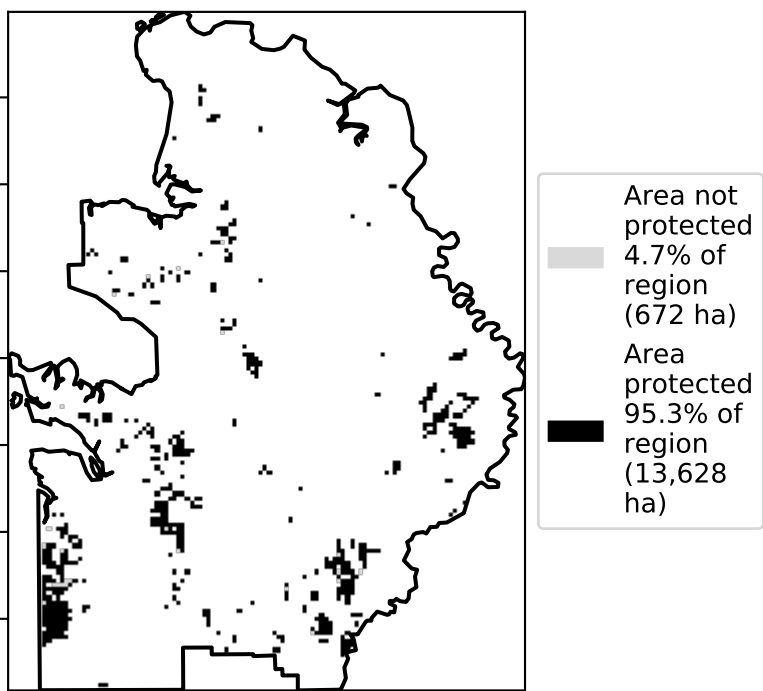 Area not
protected
4.7% of
region
(672 ha)
Area
protected
95.3% of
region
(13,628
ha)